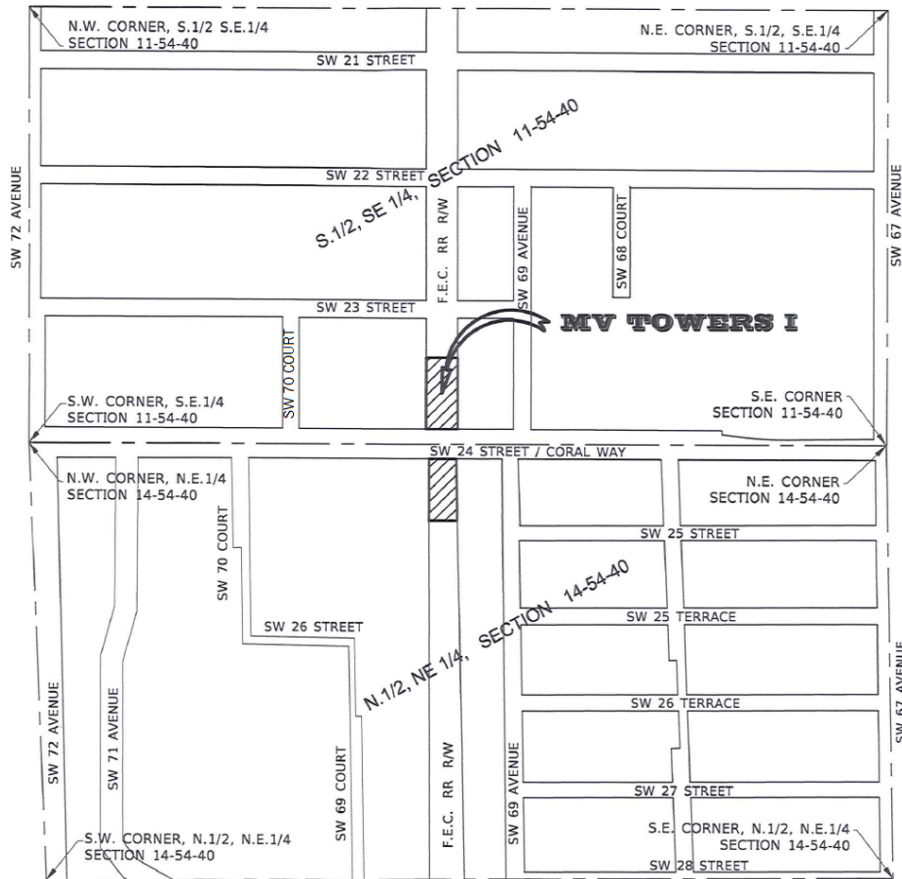 N.W. CORNER, S.1/2 S.E.1/4
SECTION 11-54-40
N.E. CORNER, S.1/2, S.E.1/4
SECTION 11-54-40
SW 21 STREET
S.1/2, SE 1/4, SECTION 11-54-40
SW 22 STREET
SW 72 AVENUE
SW 67 AVENUE
F.E.C. RR R/W
SW 69 AVENUE
SW 68 COURT
SW 23 STREET
MV TOWERS I
SW 70 COURT
S.W. CORNER, S.E.1/4
SECTION 11-54-40
S.E. CORNER
SECTION 11-54-40
SW 24 STREET / CORAL WAY
N.W. CORNER, N.E.1/4
SECTION 14-54-40
N.E. CORNER
SECTION 14-54-40
SW 70 COURT
SW 25 STREET
N.1/2, NE 1/4, SECTION 14-54-40
SW 25 TERRACE
SW 26 STREET
SW 72 AVENUE
SW 71 AVENUE
SW 67 AVENUE
SW 26 TERRACE
SW 69 COURT
F.E.C. RR R/W
SW 69 AVENUE
SW 27 STREET
S.W. CORNER, N.1/2, N.E.1/4
SECTION 14-54-40
S.E. CORNER, N.1/2, N.E.1/4
SECTION 14-54-40
SW 28 STREET